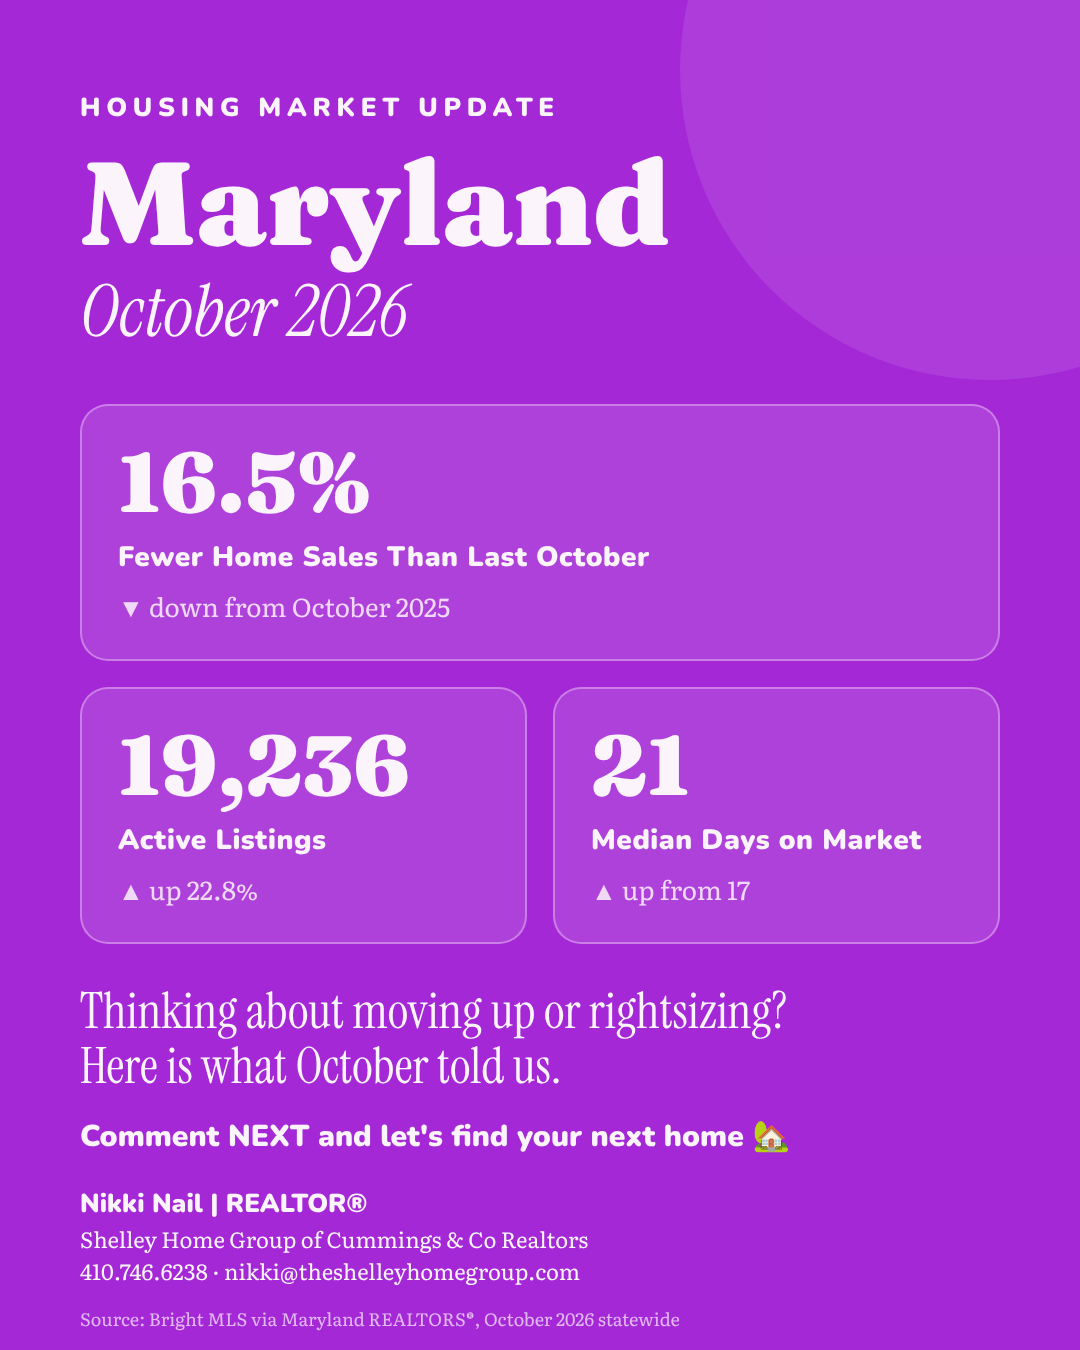 HOUSING MARKET UPDATE
Maryland
October 2026
16.5%
Fewer Home Sales Than Last October
▼ down from October 2025
19,236
Active Listings
▲ up 22.8%
21
Median Days on Market
▲ up from 17
Thinking about moving up or rightsizing?
Here is what October told us.
Comment NEXT and let's find your next home 🏡
Nikki Nail | REALTOR®
Shelley Home Group of Cummings & Co Realtors
410.746.6238 · nikki@theshelleyhomegroup.com
Source: Bright MLS via Maryland REALTORS®, October 2026 statewide